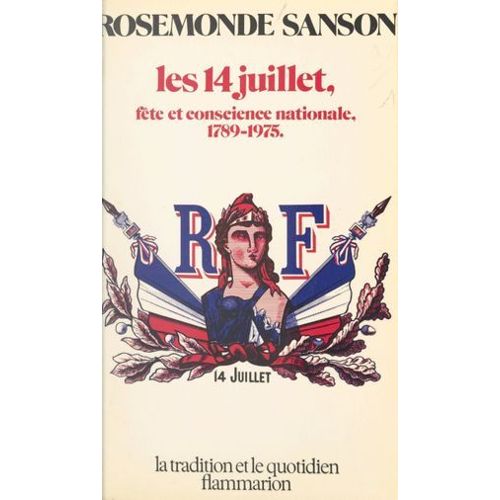 ROSEMONDE SANSON
les 14 juillet,
fête et conscience nationale,
1789-1975.
R F
14 JUILLET
la tradition et le quotidien
flammarion